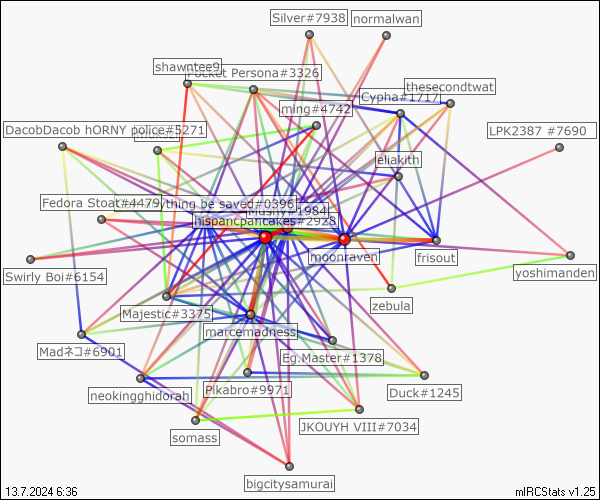 Silver#7938
normalwan
shawntee9
Pocket Persona#3326
thesecondtwat
Cypha#1717
ming#4742
DacobDacob hORNY police#5271
LPK2387 #7690
eliakith
Fedora Stoat#4479
rything be saved#0396
Mushy#1984
hispancpancakes#2928
moonraven
frisout
Swirly Boi#6154
yoshimanden
zebula
Majestic#3375
marcemadness
Madネコ#6901
Eg.Master#1378
neokingghidorah
Pikabro#9971
Duck#1245
somass
JKOUYH VIII#7034
bigcitysamurai
13.7.2024 6:36
mIRCStats v1.25